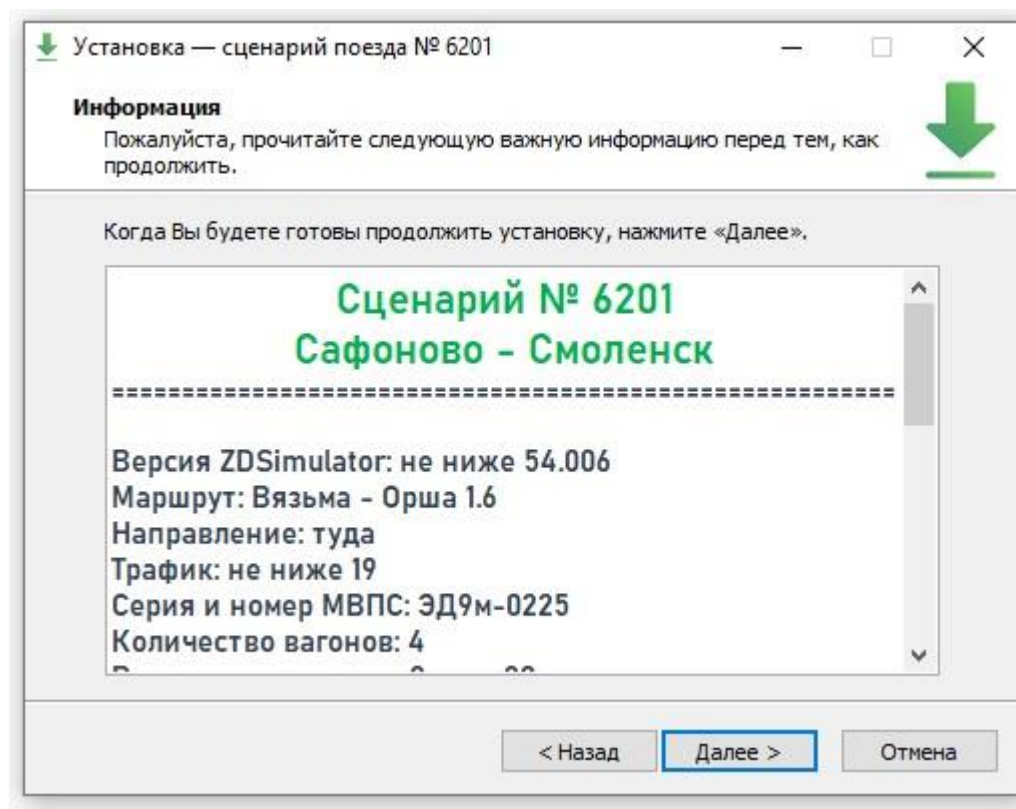 Установка — сценарий поезда № 6201
Информация
Пожалуйста, прочитайте следующую важную информацию перед тем, как
продолжить.
Когда Вы будете готовы продолжить установку, нажмите «Далее».
Сценарий № 6201
Сафоново - Смоленск
========================================================
Версия ZDSimulator: не ниже 54.006
Маршрут: Вязьма - Орша 1.6
Направление: туда
Трафик: не ниже 19
Серия и номер МВПС: ЭД9м-0225
Количество вагонов: 4
< Назад Далее > Отмена